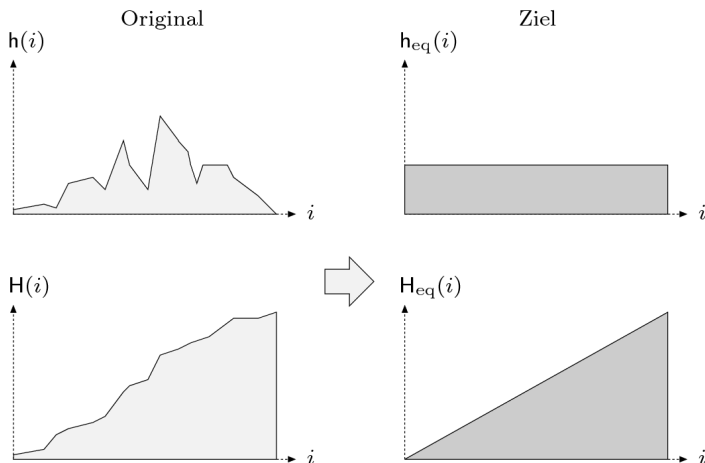 Original
Ziel
h(i)
h_eq(i)
i
i
H(i)
H_eq(i)
i
i